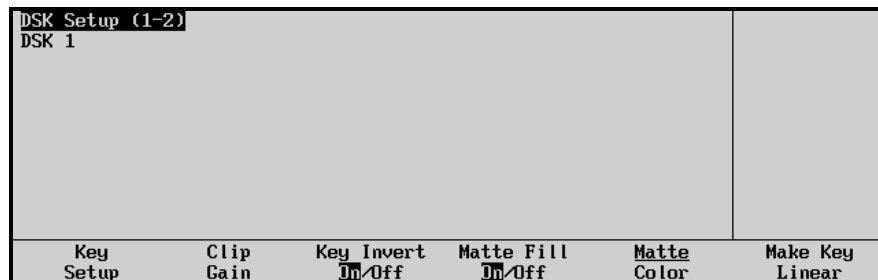 DSK Setup (1-2)
DSK 1
Key Setup
Clip Gain
Key Invert On/Off
Matte Fill On/Off
Matte Color
Make Key Linear